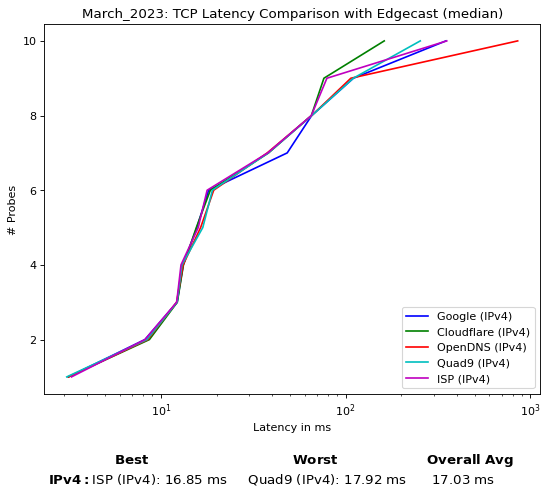 March_2023: TCP Latency Comparison with Edgecast (median)
10
8
6
4
2
# Probes
10¹ 10² 10³
Latency in ms
Google (IPv4)
Cloudflare (IPv4)
OpenDNS (IPv4)
Quad9 (IPv4)
ISP (IPv4)
Best Worst Overall Avg
IPv4: ISP (IPv4): 16.85 ms Quad9 (IPv4): 17.92 ms 17.03 ms